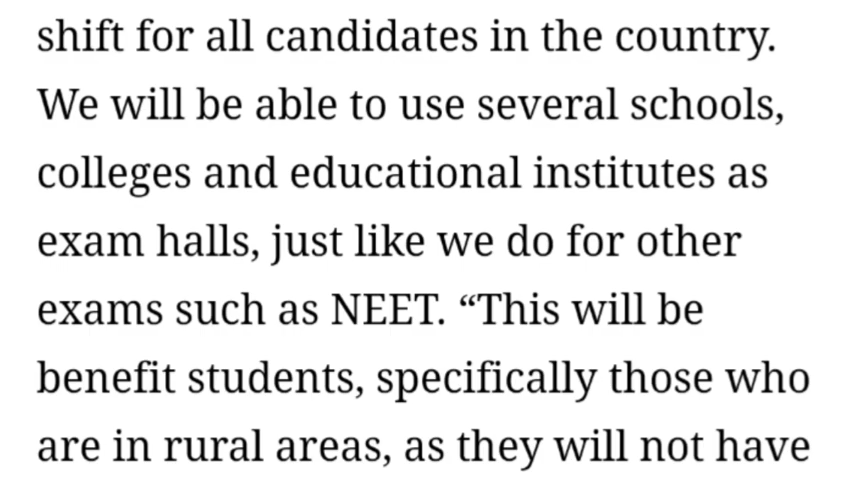 shift for all candidates in the country.
We will be able to use several schools,
colleges and educational institutes as
exam halls, just like we do for other
exams such as NEET. “This will be
benefit students, specifically those who
are in rural areas, as they will not have